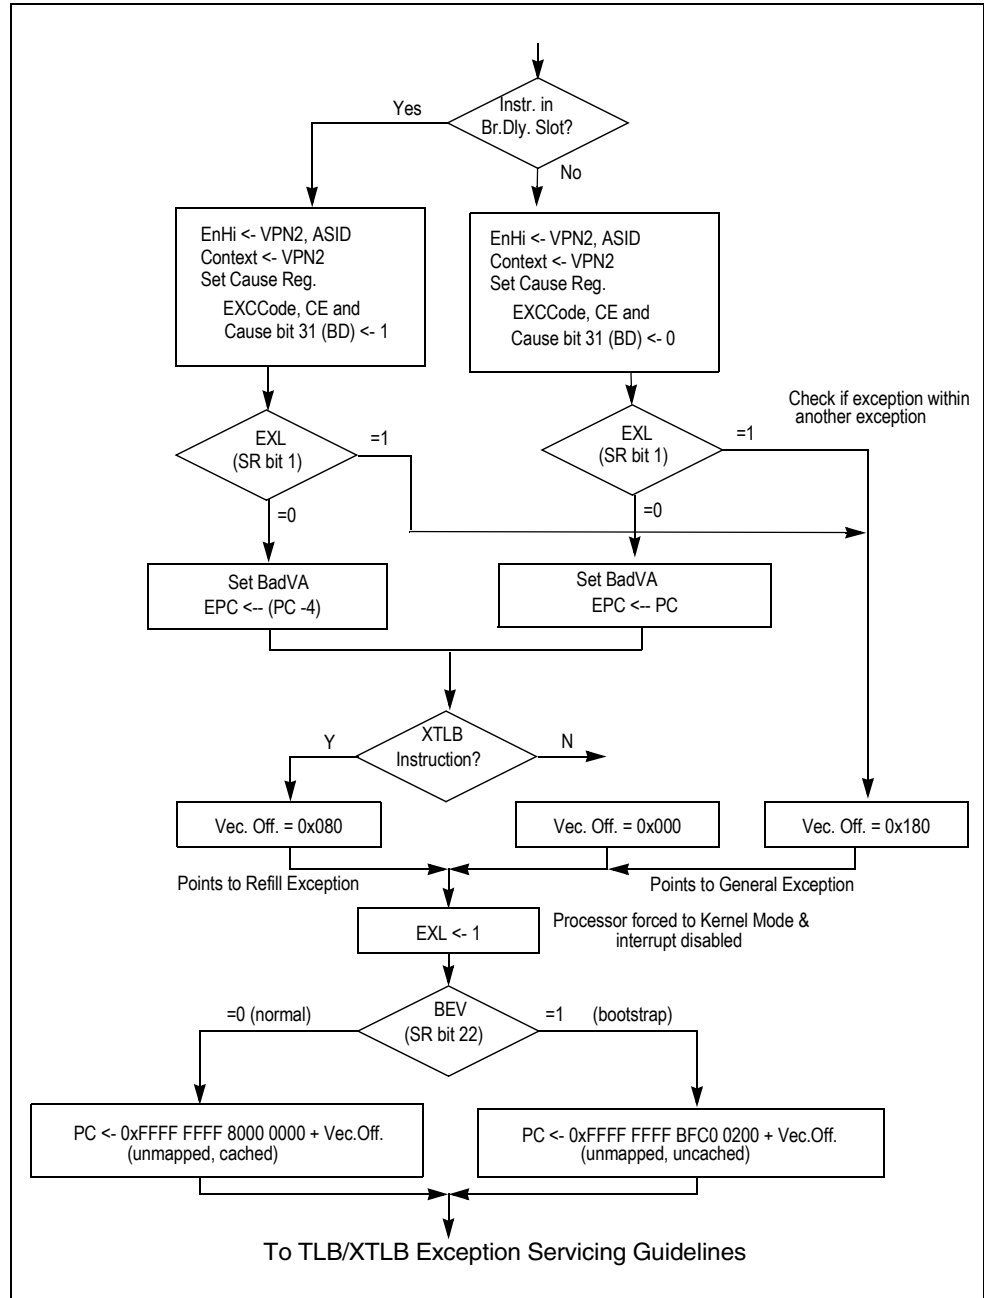 Instr. in
Br.Dly. Slot?
Yes
No
EnHi <- VPN2, ASID
Context <- VPN2
Set Cause Reg.
EXCCode, CE and
Cause bit 31 (BD) <- 1
EnHi <- VPN2, ASID
Context <- VPN2
Set Cause Reg.
EXCCode, CE and
Cause bit 31 (BD) <- 0
Check if exception within
another exception
EXL
(SR bit 1)
=1
=0
EXL
(SR bit 1)
=1
=0
Set BadVA
EPC <-- (PC -4)
Set BadVA
EPC <-- PC
XTLB
Instruction?
Y
N
Vec. Off. = 0x080
Vec. Off. = 0x000
Vec. Off. = 0x180
Points to Refill Exception
Points to General Exception
EXL <- 1
Processor forced to Kernel Mode &
interrupt disabled
BEV
(SR bit 22)
=0 (normal)
=1 (bootstrap)
PC <- 0xFFFF FFFF 8000 0000 + Vec.Off.
(unmapped, cached)
PC <- 0xFFFF FFFF BFC0 0200 + Vec.Off.
(unmapped, uncached)
To TLB/XTLB Exception Servicing Guidelines